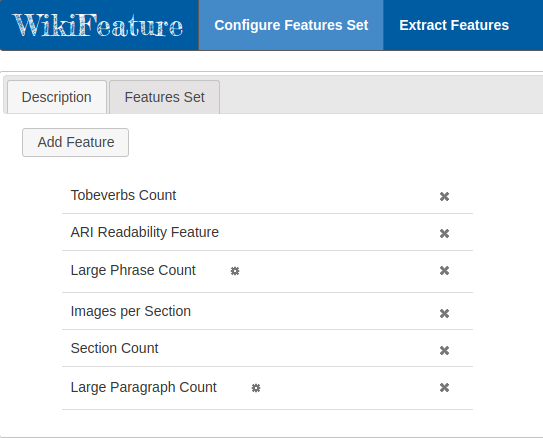 WikiFeature Configure Features Set Extract Features
Description Features Set
Add Feature
Tobeverbs Count
ARI Readability Feature
Large Phrase Count
Images per Section
Section Count
Large Paragraph Count